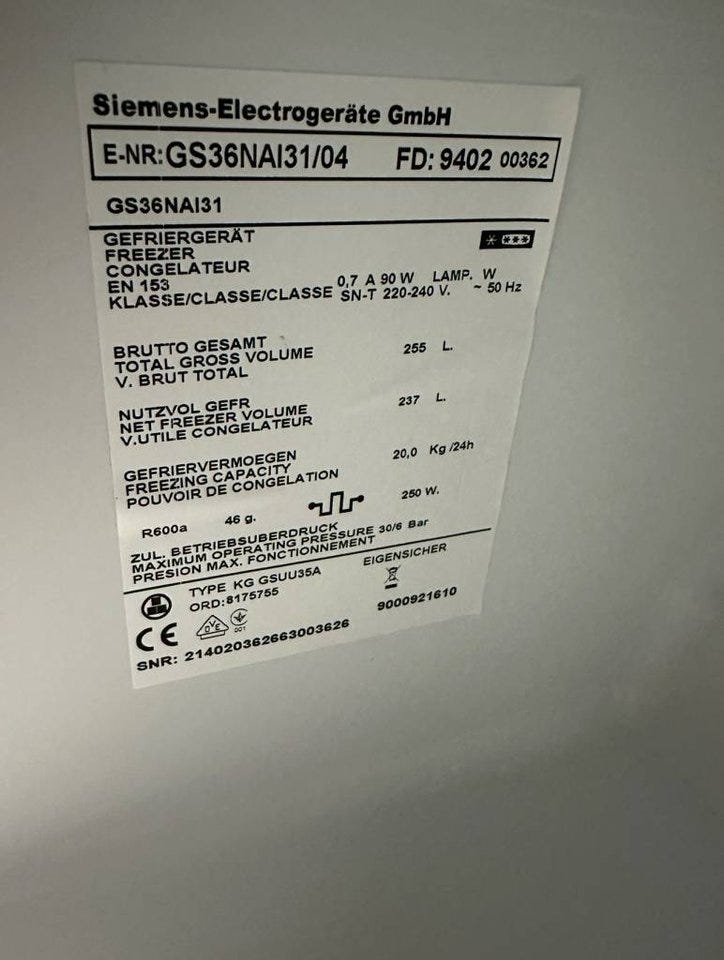 Siemens-Electrogeräte GmbH
E-NR:GS36NAI31/04 FD: 9402 00362
GS36NAI31
GEFRIERGERÄT
FREEZER
CONGELATEUR
EN 153 0,7 A 90 W LAMP. W
KLASSE/CLASSE/CLASSE SN-T 220-240 V. ~ 50 Hz
BRUTTO GESAMT
TOTAL GROSS VOLUME 255 L.
V. BRUT TOTAL
NUTZVOL GEFR
NET FREEZER VOLUME 237 L.
V.UTILE CONGELATEUR
GEFRIERVERMOEGEN
FREEZING CAPACITY 20,0 Kg /24h
POUVOIR DE CONGELATION
R600a 46 g. 250 W.
ZUL. BETRIEBSUBERDRUCK
MAXIMUM OPERATING PRESSURE 30/6 Bar
PRESION MAX. FONCTIONNEMENT
TYPE KG GSUU35A EIGENSICHER
ORD:8175755
CE DVE 001 9000921610
SNR: 214020362663003626